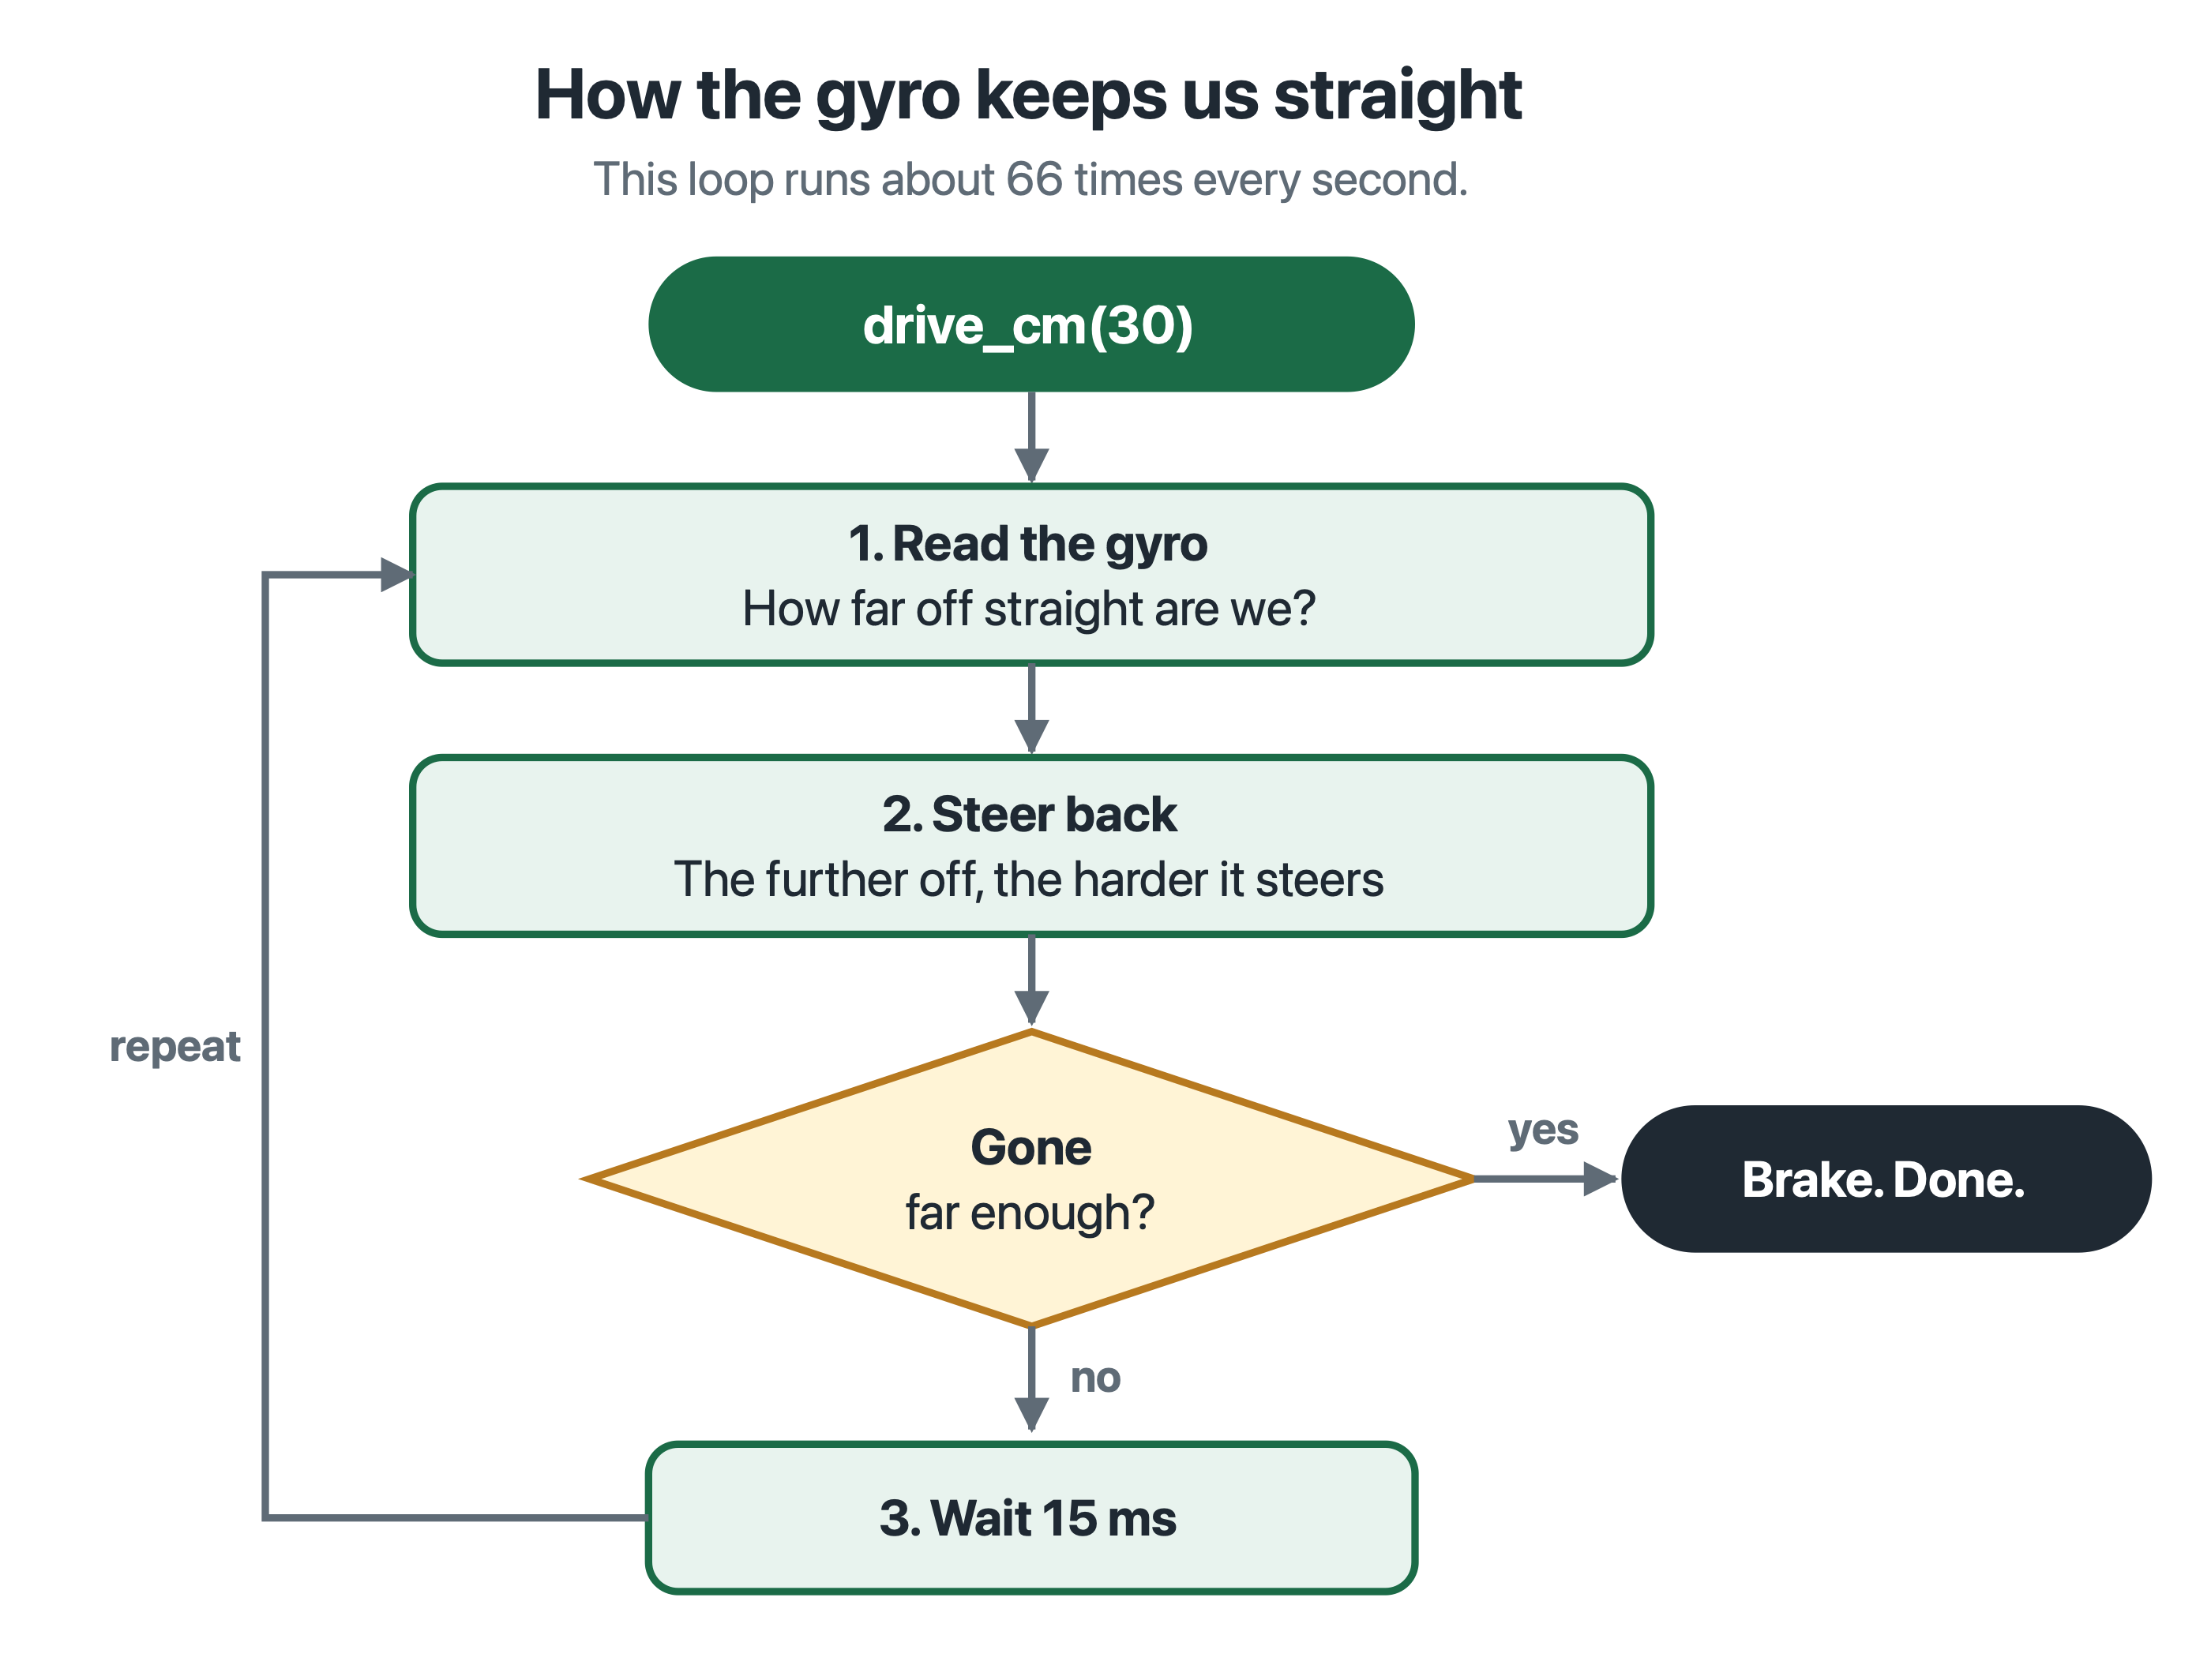 How the gyro keeps us straight
This loop runs about 66 times every second.
drive_cm(30)
1. Read the gyro
How far off straight are we?
2. Steer back
The further off, the harder it steers
repeat
Gone
far enough?
yes
Brake. Done.
no
3. Wait 15 ms